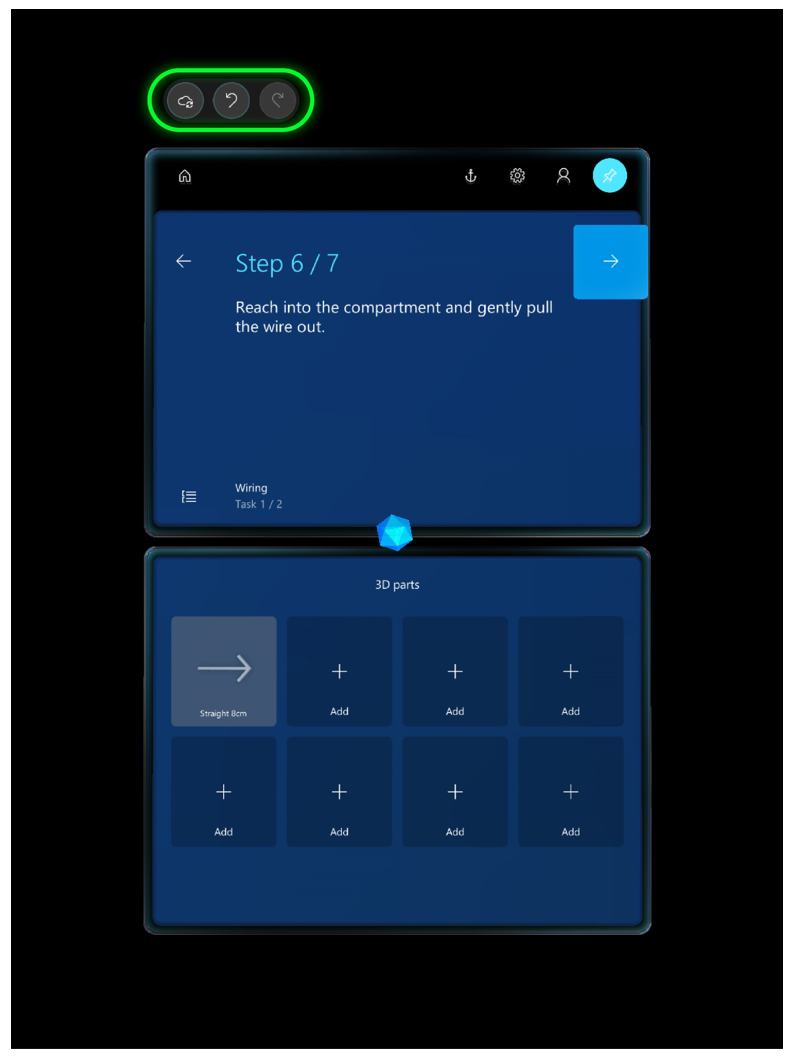 Step 6 / 7
Reach into the compartment and gently pull
the wire out.
Wiring
Task 1 / 2
3D parts
Straight 8cm
Add
Add
Add
Add
Add
Add
Add